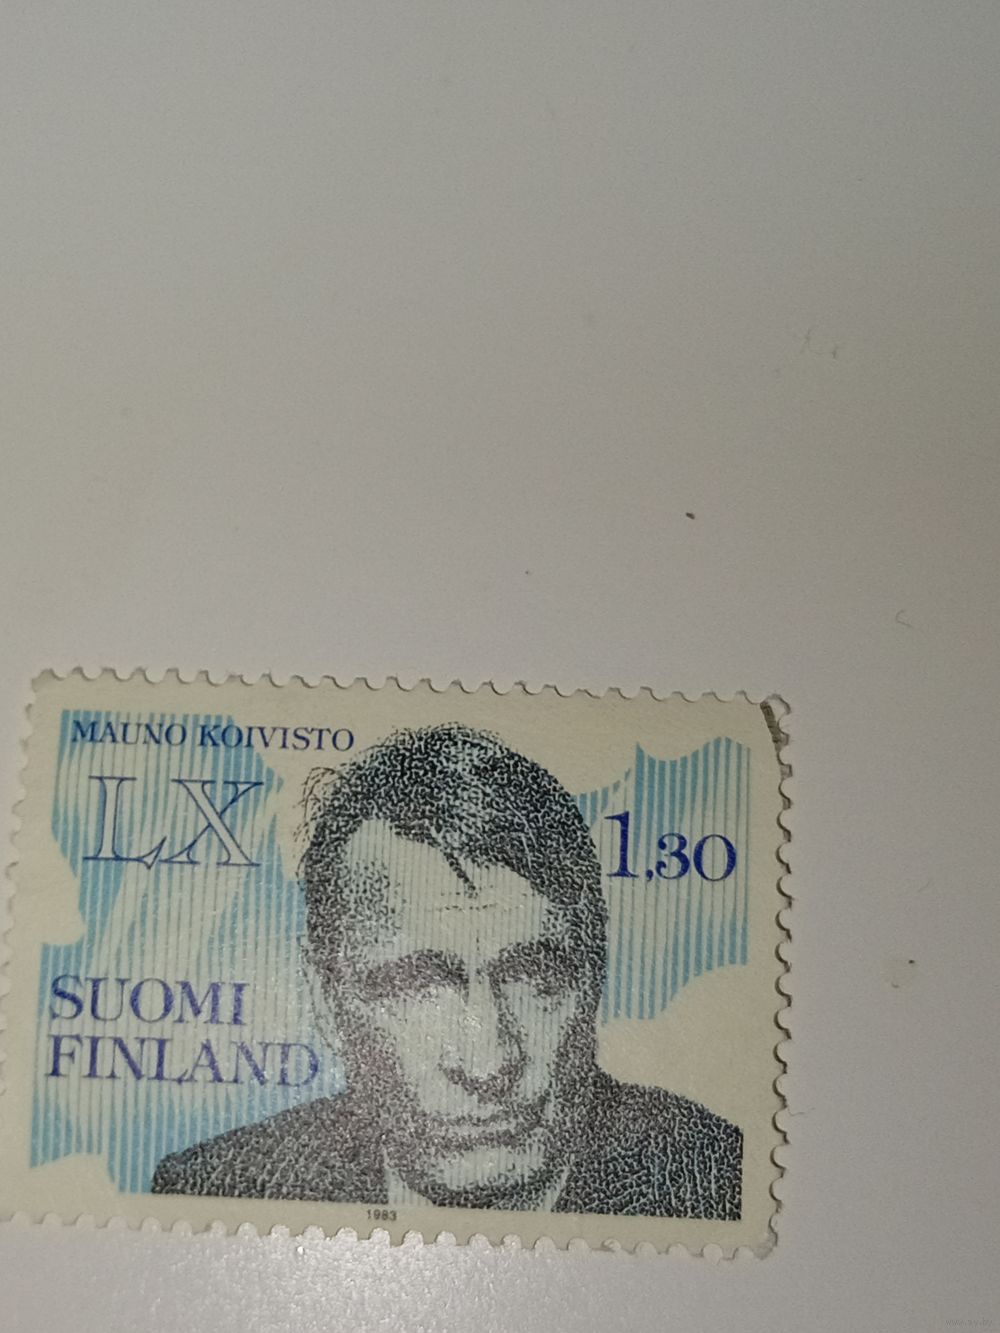 MAUNO KOIVISTO
LX
1,30
SUOMI
FINLAND
1983